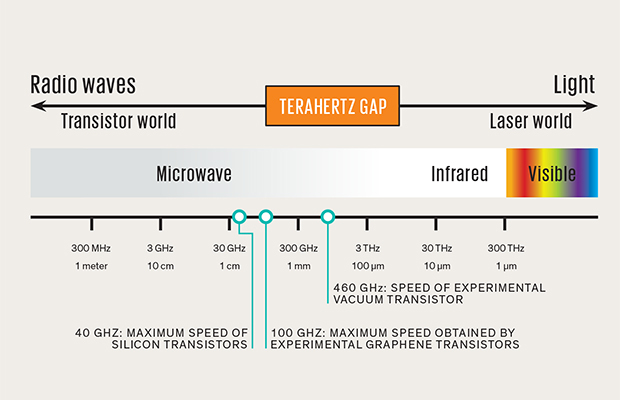 Radio waves
Light
TERAHERTZ GAP
Transistor world
Laser world
Microwave
Infrared
Visible
300 MHz
3 GHz
30 GHz
300 GHz
3 THz
30 THz
300 THz
1 meter
10 cm
1 cm
1 mm
100 µm
10 µm
1 µm
460 GHz: SPEED OF EXPERIMENTAL
VACUUM TRANSISTOR
40 GHZ: MAXIMUM SPEED OF
SILICON TRANSISTORS
100 GHZ: MAXIMUM SPEED OBTAINED BY
EXPERIMENTAL GRAPHENE TRANSISTORS